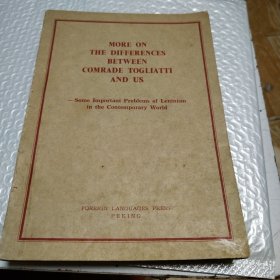 MORE ON
THE DIFFERENCES
BETWEEN
COMRADE TOGLIATTI
AND US
— Some Important Problems of Leninism
in the Contemporary World
FOREIGN LANGUAGES PRESS
PEKING